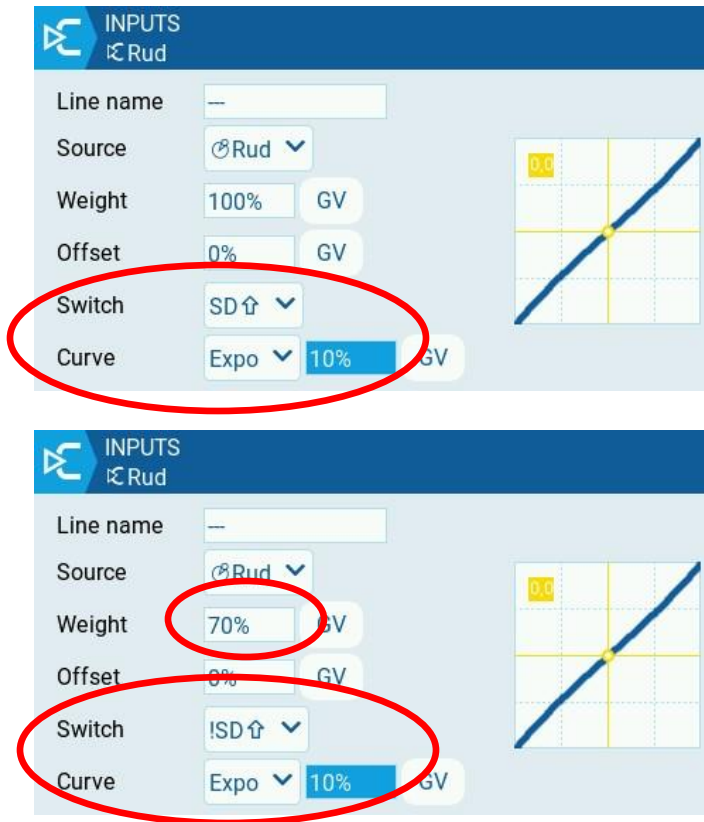 INPUTS
Rud
Line name ---
Source Rud
Weight 100% GV
Offset 0% GV
Switch SD⇧
Curve Expo 10% GV
0,0
INPUTS
Rud
Line name ---
Source Rud
Weight 70% GV
Offset 0% GV
Switch !SD⇧
Curve Expo 10% GV
0,0